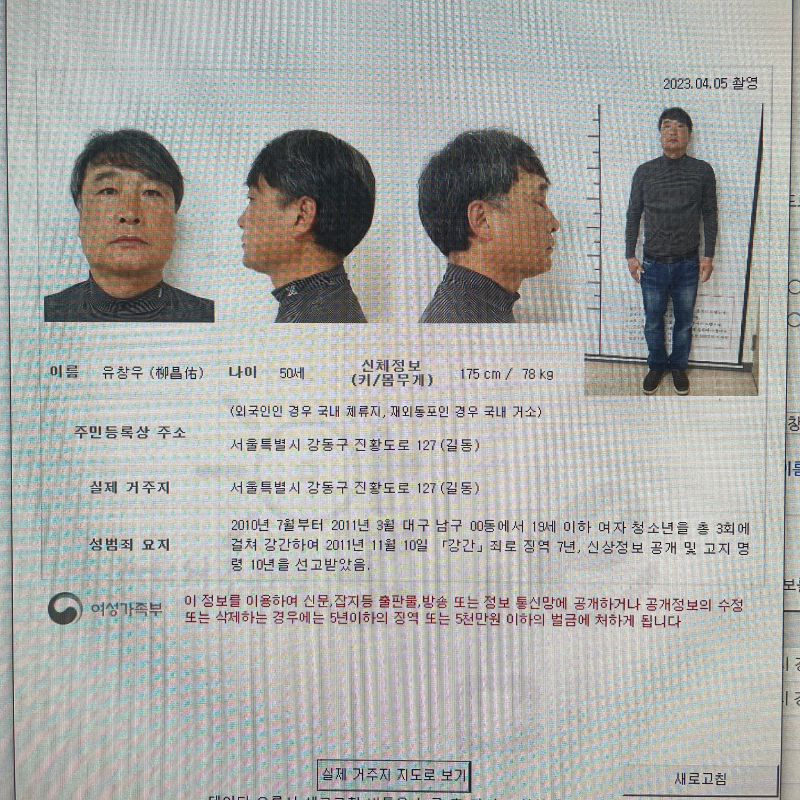 2023.04.05 촬영
이름 유창우 (柳昌佑) 나이 50세 신체정보 (키/몸무게) 175 cm / 78 kg
(외국인인 경우 국내 체류지, 재외동포인 경우 국내 거소)
주민등록상 주소
서울특별시 강동구 진황도로 127 (길동)
실제 거주지 서울특별시 강동구 진황도로 127 (길동)
2010년 7월부터 2011년 3월 대구 남구 00동에서 19세 이하 여자 청소년을 총 3회에
성범죄 요지 걸쳐 강간하여 2011년 11월 10일 「강간」죄로 징역 7년, 신상정보 공개 및 고지 명
령 10년을 선고받았음.
여성가족부 이 정보를 이용하여 신문,잡지등 출판물,방송 또는 정보 통신망에 공개하거나 공개정보의 수정
또는 삭제하는 경우에는 5년이하의 징역 또는 5천만원 이하의 벌금에 처하게 됩니다
실제 거주지 지도로 보기
새로고침